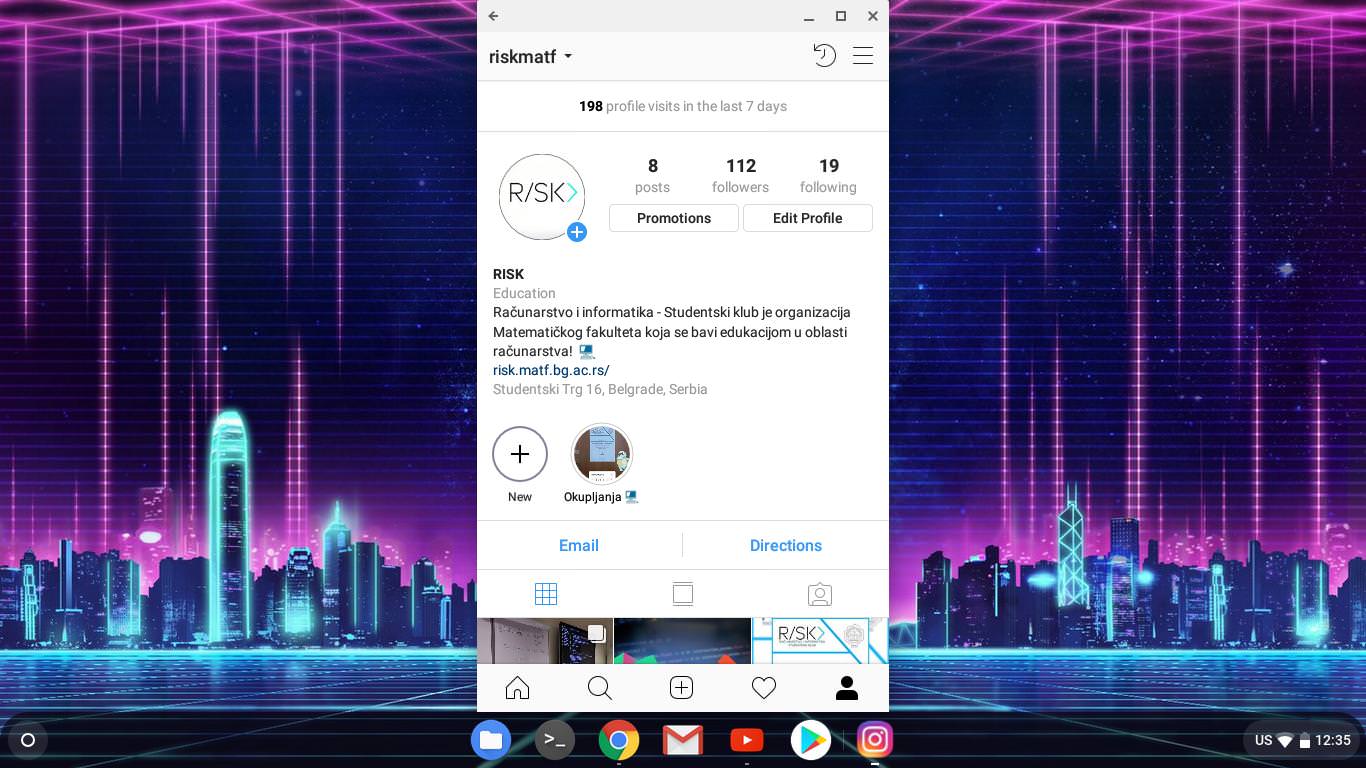 riskmatf
198 profile visits in the last 7 days
8 112 19
posts followers following
R/SK>
Promotions Edit Profile
RISK
Education
Računarstvo i informatika - Studentski klub je organizacija
Matematičkog fakulteta koja se bavi edukacijom u oblasti
računarstva! 💻
risk.matf.bg.ac.rs/
Studentski Trg 16, Belgrade, Serbia
New Okupljanja 💻
Email Directions
R/SK>
>_
US 12:35